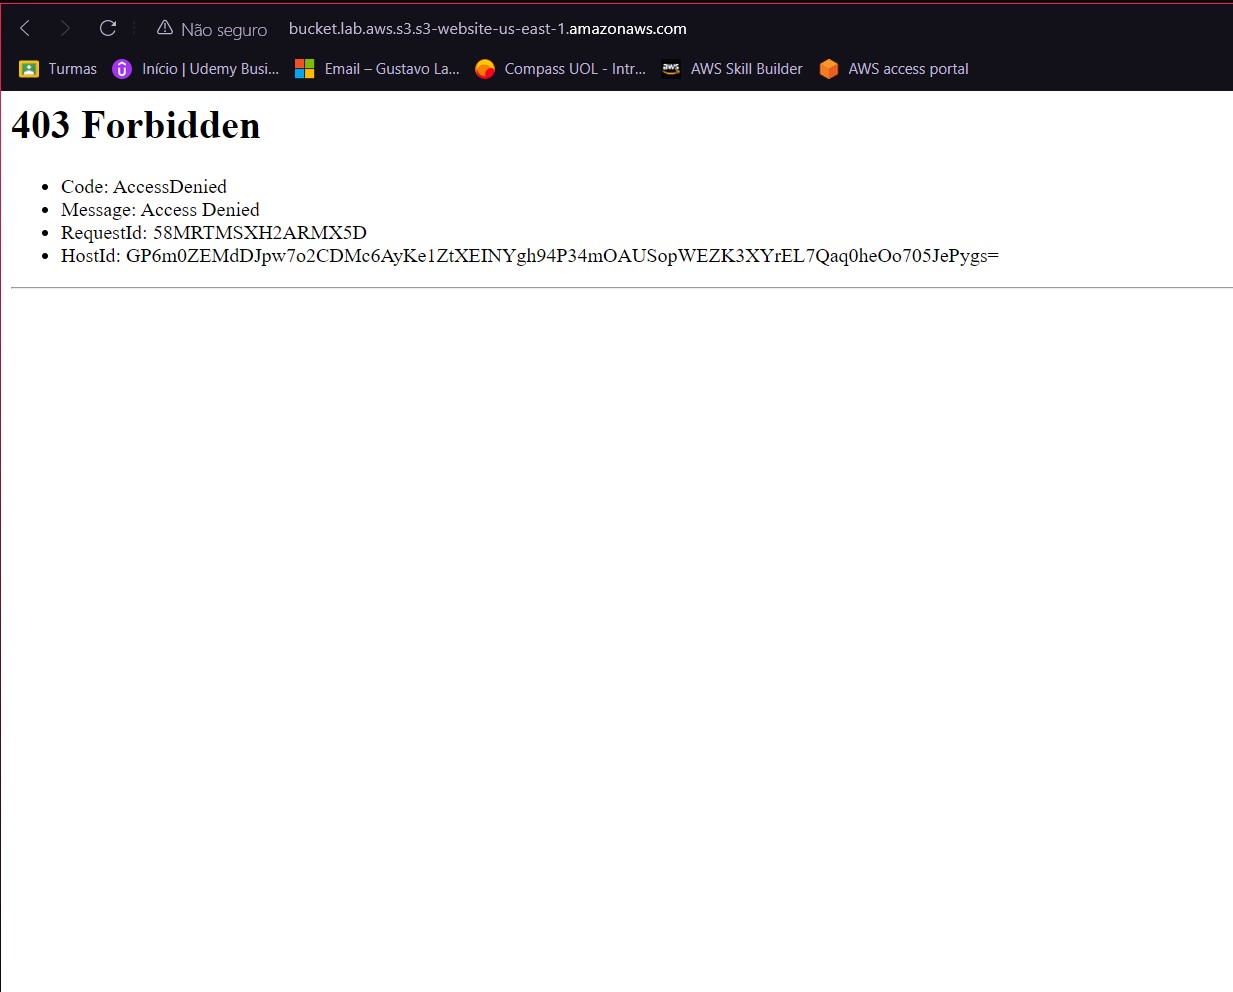 Não seguro bucket.lab.aws.s3.s3-website-us-east-1.amazonaws.com
Turmas Início | Udemy Busi... Email – Gustavo La... Compass UOL - Intr... aws AWS Skill Builder AWS access portal
403 Forbidden
• Code: AccessDenied
• Message: Access Denied
• RequestId: 58MRTMSXH2ARMX5D
• HostId: GP6m0ZEMdDJpw7o2CDMc6AyKe1ZtXEINYgh94P34mOAUSopWEZK3XYrEL7Qaq0heOo705JePygs=